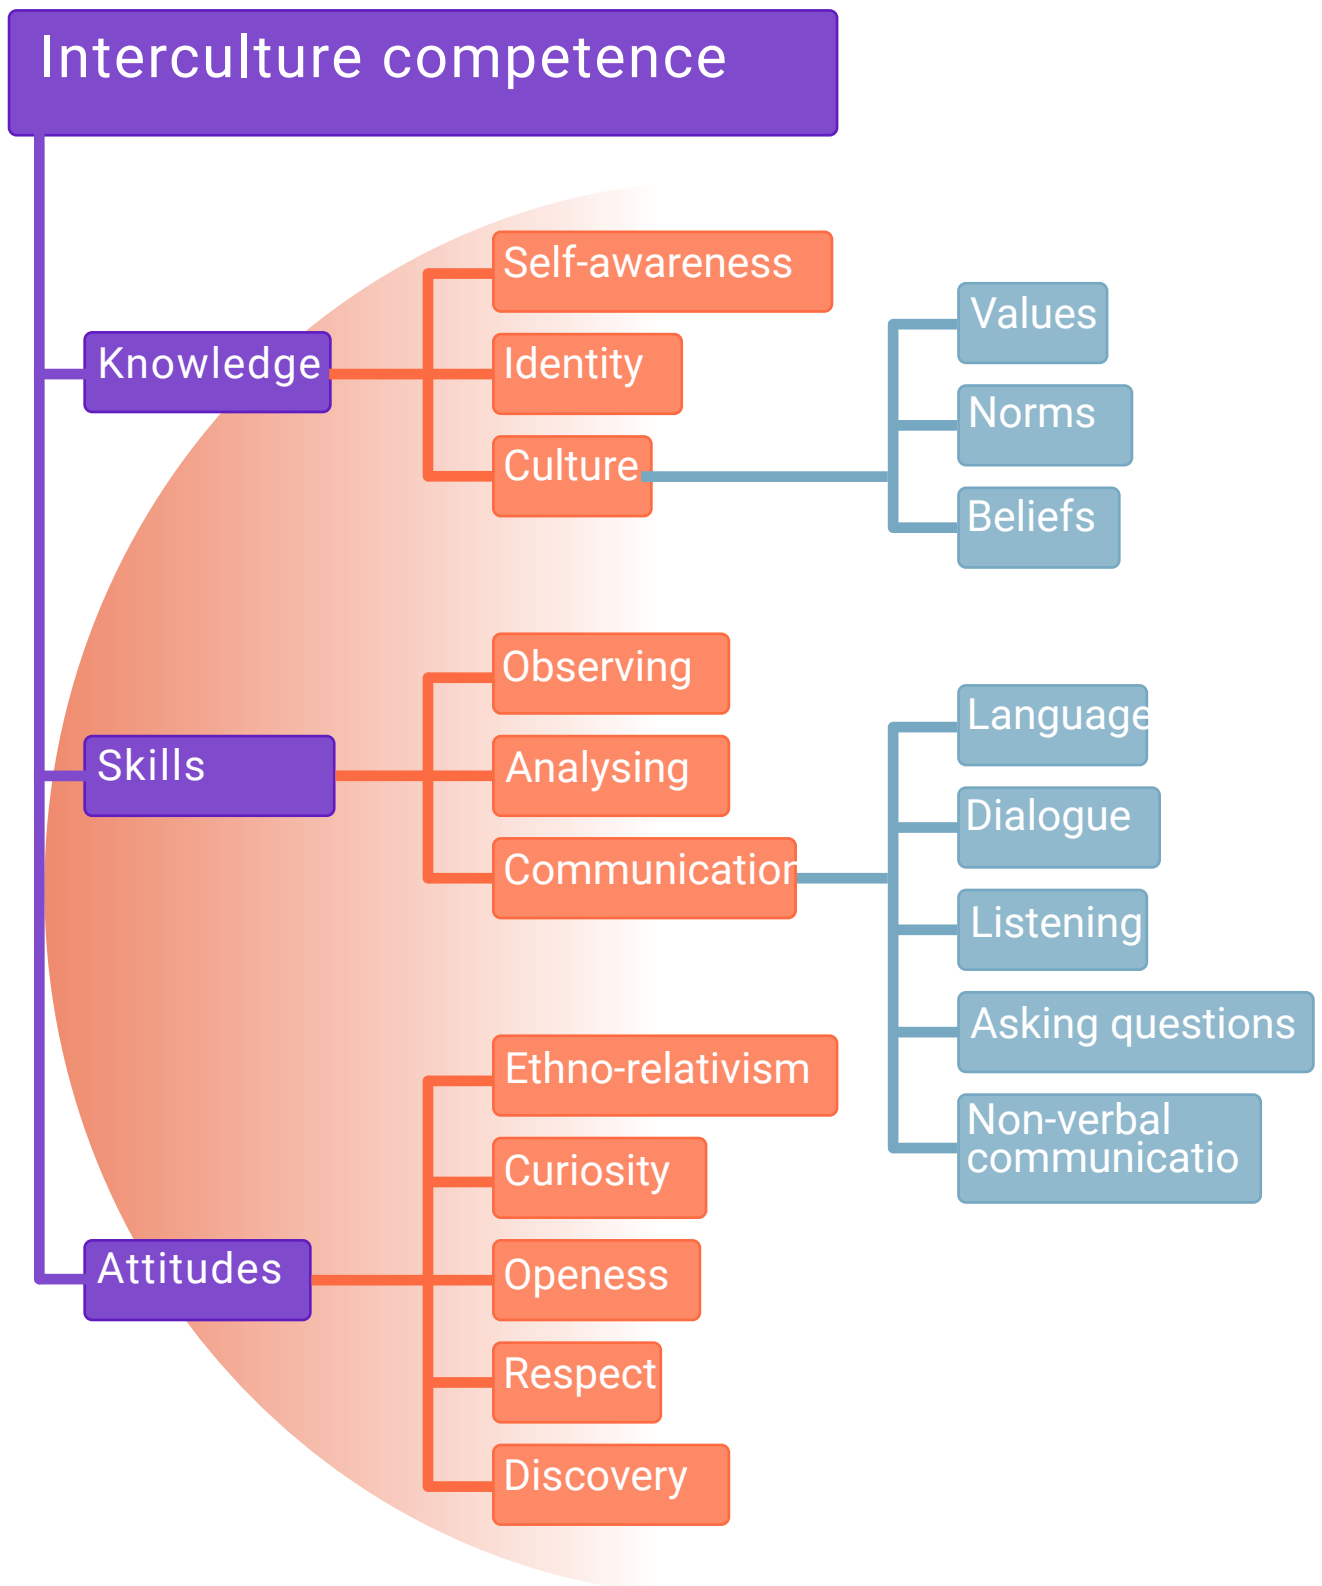 Interculture competence
Knowledge
Self-awareness
Identity
Culture
Values
Norms
Beliefs
Skills
Observing
Analysing
Communication
Language
Dialogue
Listening
Asking questions
Non-verbal
communicatio
Attitudes
Ethno-relativism
Curiosity
Openess
Respect
Discovery